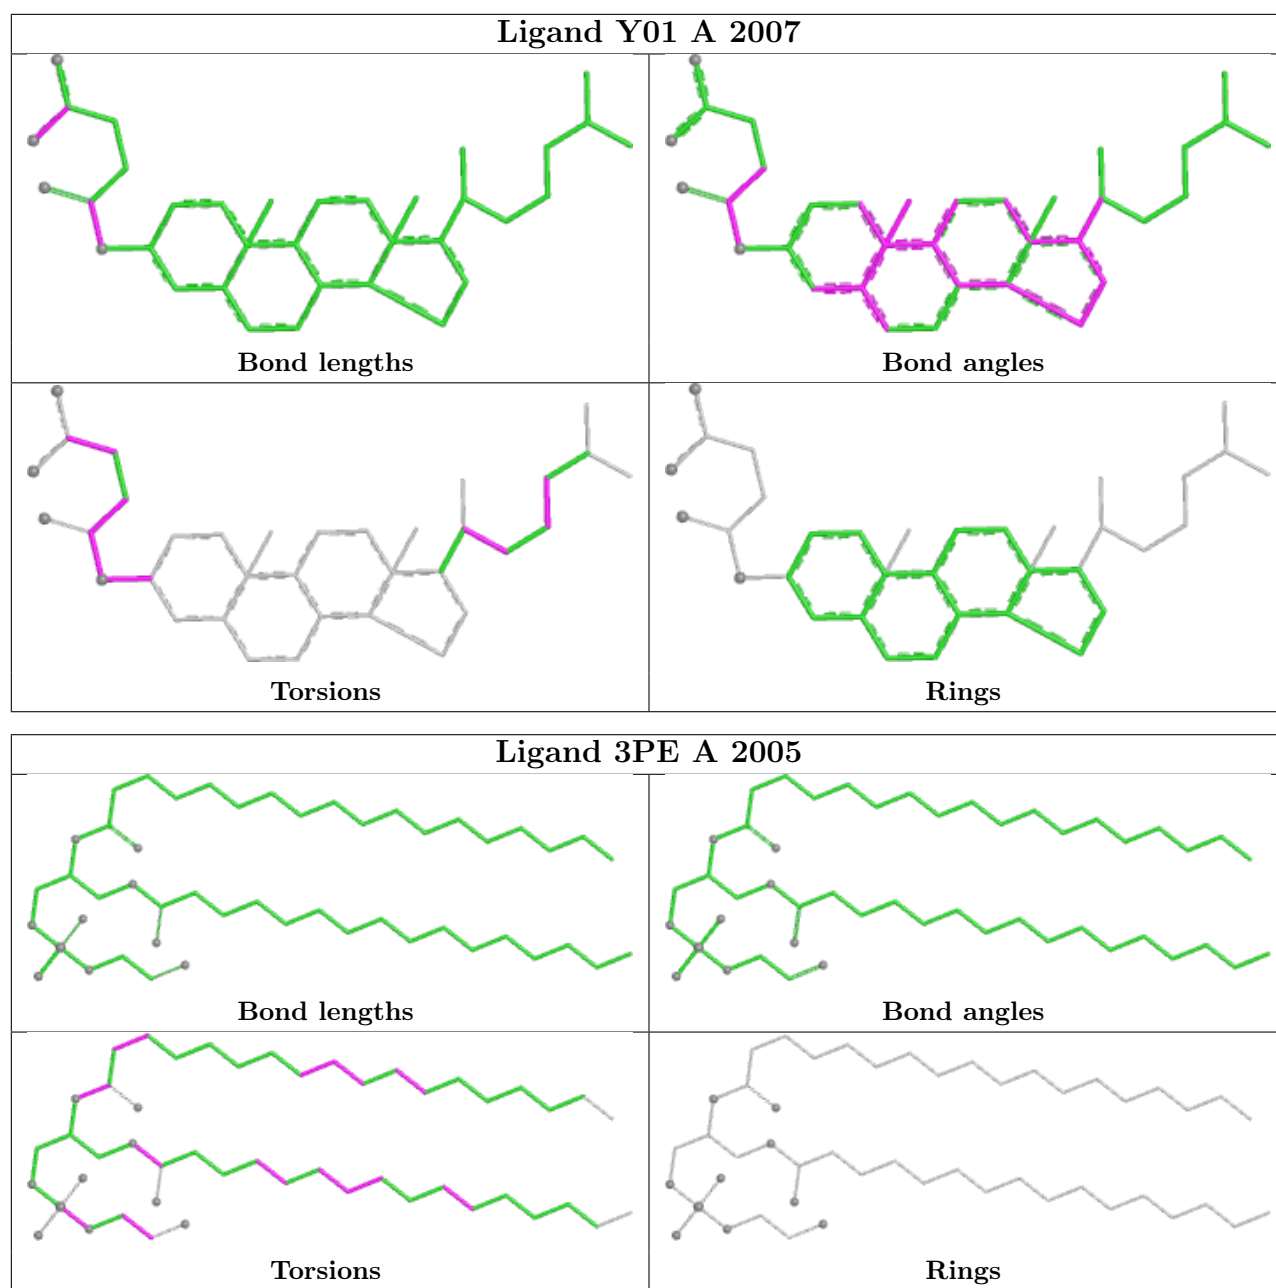 Ligand Y01 A 2007
Bond lengths
Bond angles
Torsions
Rings
Ligand 3PE A 2005
Bond lengths
Bond angles
Torsions
Rings